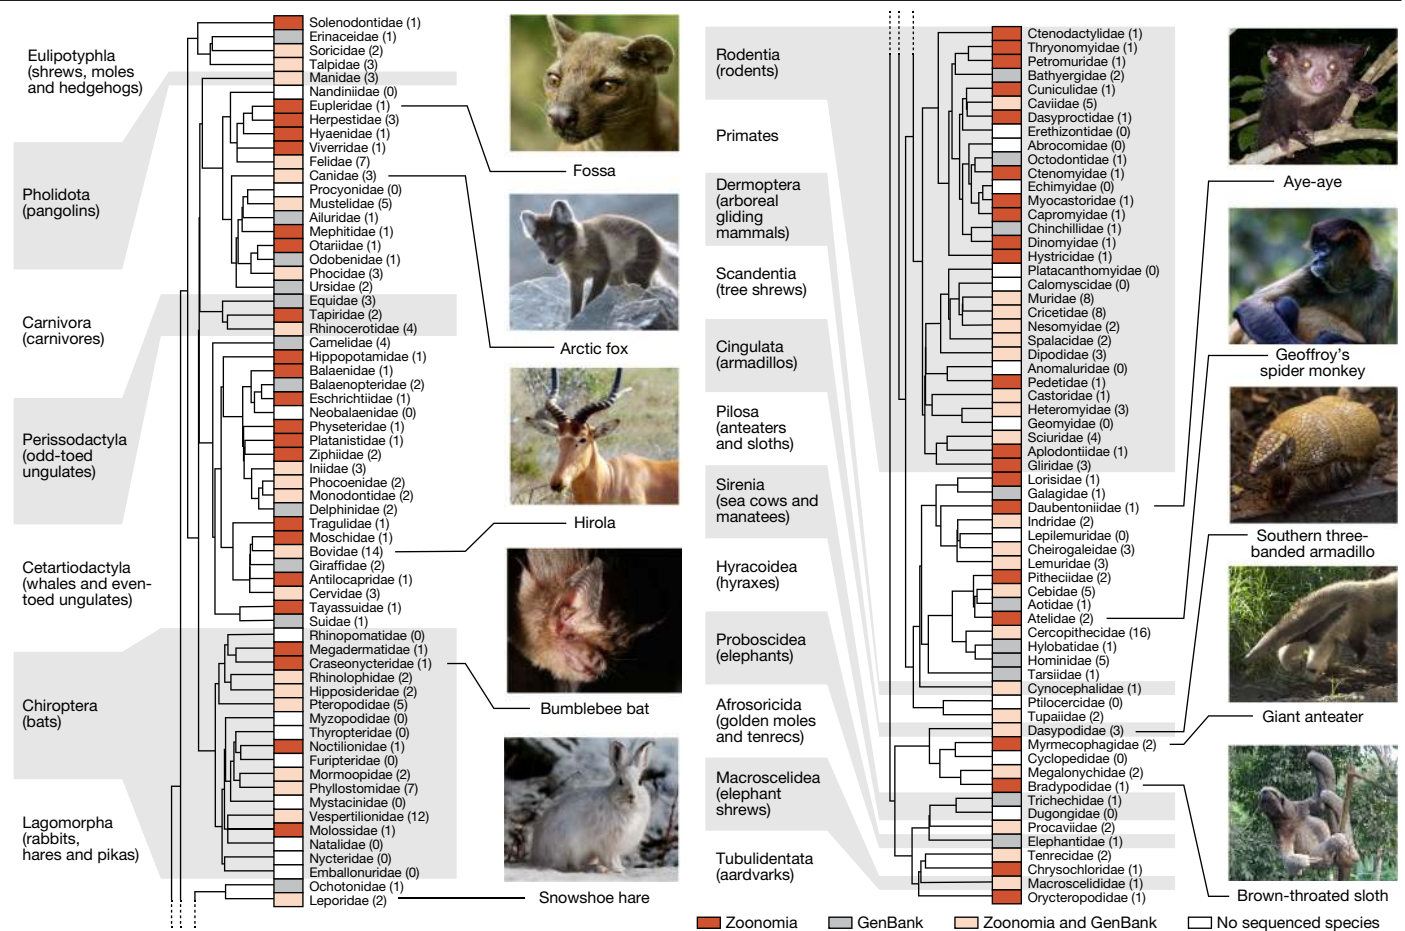 Eulipotyphla
(shrews, moles
and hedgehogs)
Pholidota
(pangolins)
Carnivora
(carnivores)
Perissodactyla
(odd-toed
ungulates)
Cetartiodactyla
(whales and even-
toed ungulates)
Chiroptera
(bats)
Lagomorpha
(rabbits,
hares and pikas)
Solenodontidae (1)
Erinaceidae (1)
Soricidae (2)
Talpidae (3)
Manidae (3)
Nandiniidae (0)
Eupleridae (1)
Herpestidae (3)
Hyaenidae (1)
Viverridae (1)
Felidae (7)
Canidae (3)
Procyonidae (0)
Mustelidae (5)
Ailuridae (1)
Mephitidae (1)
Otariidae (1)
Odobenidae (1)
Phocidae (3)
Ursidae (2)
Equidae (3)
Tapiridae (2)
Rhinocerotidae (4)
Camelidae (4)
Hippopotamidae (1)
Balaenidae (1)
Balaenopteridae (2)
Eschrichtiidae (1)
Neobalaenidae (0)
Physeteridae (1)
Platanistidae (1)
Ziphiidae (2)
Iniidae (3)
Phocoenidae (2)
Monodontidae (2)
Delphinidae (2)
Tragulidae (1)
Moschidae (1)
Bovidae (14)
Giraffidae (2)
Antilocapridae (1)
Cervidae (3)
Tayassuidae (1)
Suidae (1)
Rhinopomatidae (0)
Megadermatidae (1)
Craseonycteridae (1)
Rhinolophidae (2)
Hipposideridae (2)
Pteropodidae (5)
Myzopodidae (0)
Thyropteridae (0)
Noctilionidae (1)
Furipteridae (0)
Mormoopidae (2)
Phyllostomidae (7)
Mystacinidae (0)
Vespertilionidae (12)
Molossidae (1)
Natalidae (0)
Nycteridae (0)
Emballonuridae (0)
Ochotonidae (1)
Leporidae (2)
Fossa
Arctic fox
Hirola
Bumblebee bat
Snowshoe hare
Rodentia
(rodents)
Primates
Dermoptera
(arboreal
gliding
mammals)
Scandentia
(tree shrews)
Cingulata
(armadillos)
Pilosa
(anteaters
and sloths)
Sirenia
(sea cows and
manatees)
Hyracoidea
(hyraxes)
Proboscidea
(elephants)
Afrosoricida
(golden moles
and tenrecs)
Macroscelidea
(elephant
shrews)
Tubulidentata
(aardvarks)
Ctenodactylidae (1)
Thryonomyidae (1)
Petromuridae (1)
Bathyergidae (2)
Cuniculidae (1)
Caviidae (5)
Dasyproctidae (1)
Erethizontidae (0)
Abrocomidae (0)
Octodontidae (1)
Ctenomyidae (1)
Echimyidae (0)
Myocastoridae (1)
Capromyidae (1)
Chinchillidae (1)
Dinomyidae (1)
Hystricidae (1)
Platacanthomyidae (0)
Calomyscidae (0)
Muridae (8)
Cricetidae (8)
Nesomyidae (2)
Spalacidae (2)
Dipodidae (3)
Anomaluridae (0)
Pedetidae (1)
Castoridae (1)
Heteromyidae (3)
Geomyidae (0)
Sciuridae (4)
Aplodontiidae (1)
Gliridae (3)
Lorisidae (1)
Galagidae (1)
Daubentoniidae (1)
Indridae (2)
Lepilemuridae (0)
Cheirogaleidae (3)
Lemuridae (3)
Pitheciidae (2)
Cebidae (5)
Aotidae (1)
Atelidae (2)
Cercopithecidae (16)
Hylobatidae (1)
Hominidae (5)
Tarsiidae (1)
Cynocephalidae (1)
Ptilocercidae (0)
Tupaiidae (2)
Dasypodidae (3)
Myrmecophagidae (2)
Cyclopedidae (0)
Megalonychidae (2)
Bradypodidae (1)
Trichechidae (1)
Dugongidae (0)
Procaviidae (2)
Elephantidae (1)
Tenrecidae (2)
Chrysochloridae (1)
Macroscelididae (1)
Orycteropodidae (1)
Aye-aye
Geoffroy's
spider monkey
Southern three-
banded armadillo
Giant anteater
Brown-throated sloth
Zoonomia
GenBank
Zoonomia and GenBank
No sequenced species